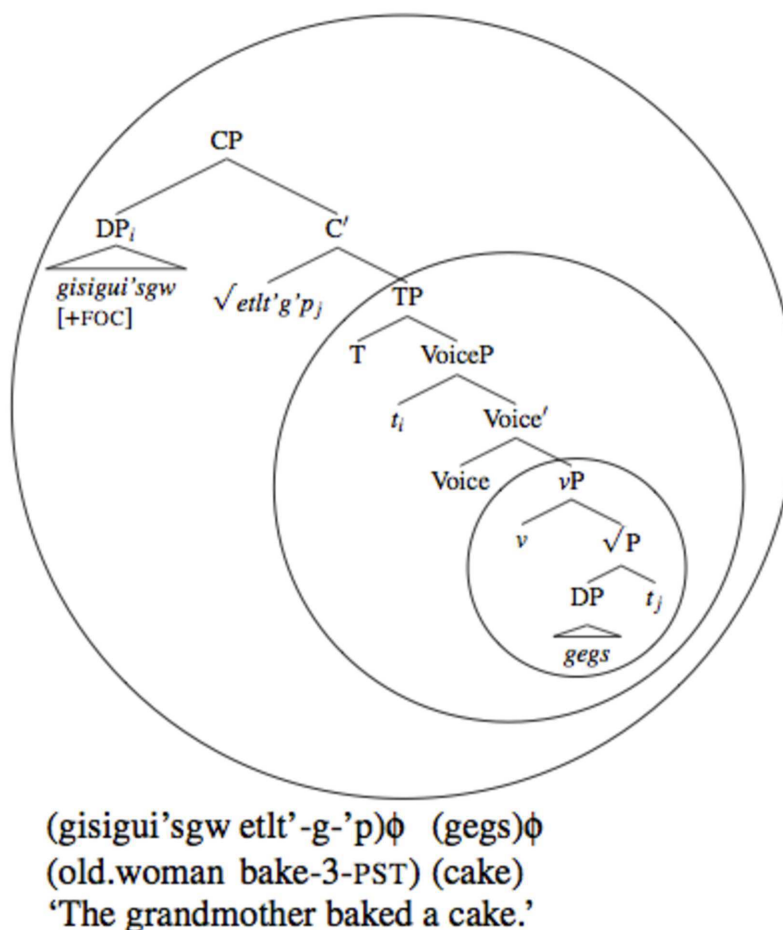 CP
DPi C′
gisigui'sgw √etlt'g'pj TP
[+FOC]
T VoiceP
ti Voice′
Voice vP
v √P
DP tj
gegs
(gisigui'sgw etlt'-g-'p)ϕ (gegs)ϕ
(old.woman bake-3-PST) (cake)
'The grandmother baked a cake.'